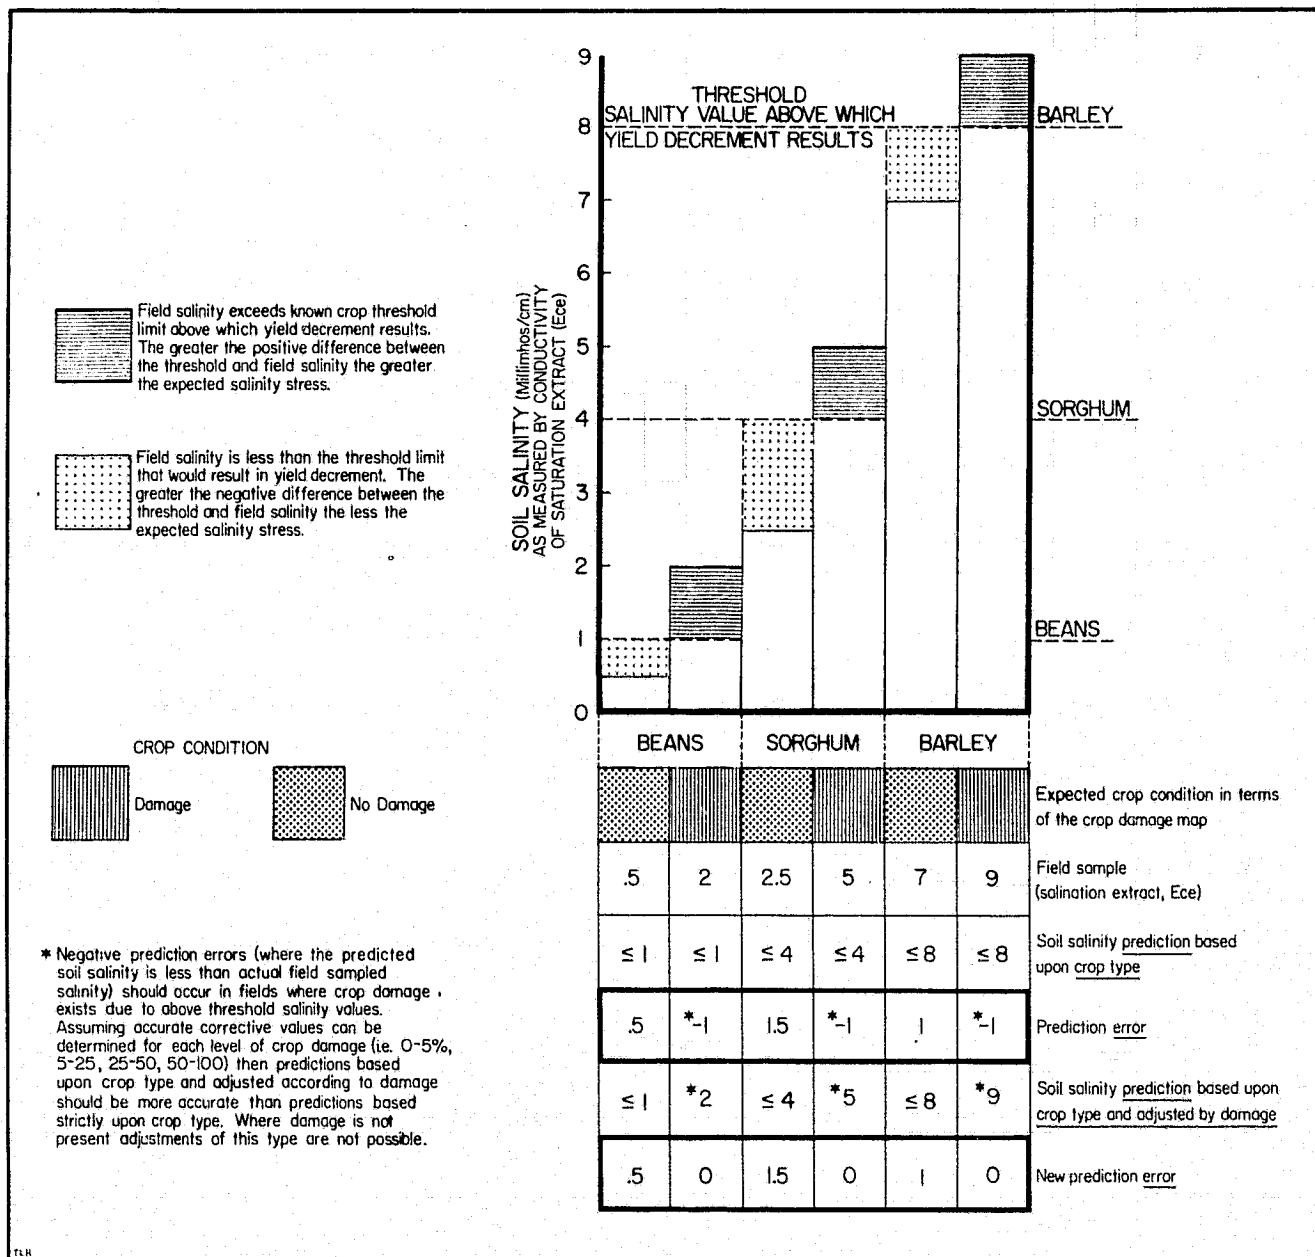 9
8
7
6
5
4
3
2
1
0
SOIL SALINITY (Millimhos/cm)
AS MEASURED BY CONDUCTIVITY
OF SATURATION EXTRACT (Ece)
THRESHOLD
SALINITY VALUE ABOVE WHICH
YIELD DECREMENT RESULTS
BARLEY
SORGHUM
BEANS
Field salinity exceeds known crop threshold
limit above which yield decrement results.
The greater the positive difference between
the threshold and field salinity the greater
the expected salinity stress.
Field salinity is less than the threshold limit
that would result in yield decrement. The
greater the negative difference between the
threshold and field salinity the less the
expected salinity stress.
CROP CONDITION
Damage
No Damage
* Negative prediction errors (where the predicted
soil salinity is less than actual field sampled
salinity) should occur in fields where crop damage
exists due to above threshold salinity values.
Assuming accurate corrective values can be
determined for each level of crop damage (i.e. 0-5%,
5-25, 25-50, 50-100) then predictions based
upon crop type and adjusted according to damage
should be more accurate than predictions based
strictly upon crop type. Where damage is not
present adjustments of this type are not possible.
BEANS SORGHUM BARLEY
Expected crop condition in terms
of the crop damage map
.5 2 2.5 5 7 9
Field sample
(salination extract, Ece)
≤1 ≤1 ≤4 ≤4 ≤8 ≤8
Soil salinity prediction based
upon crop type
.5 *-1 1.5 *-1 1 *-1
Prediction error
≤1 *2 ≤4 *5 ≤8 *9
Soil salinity prediction based upon
crop type and adjusted by damage
.5 0 1.5 0 1 0
New prediction error
TLH